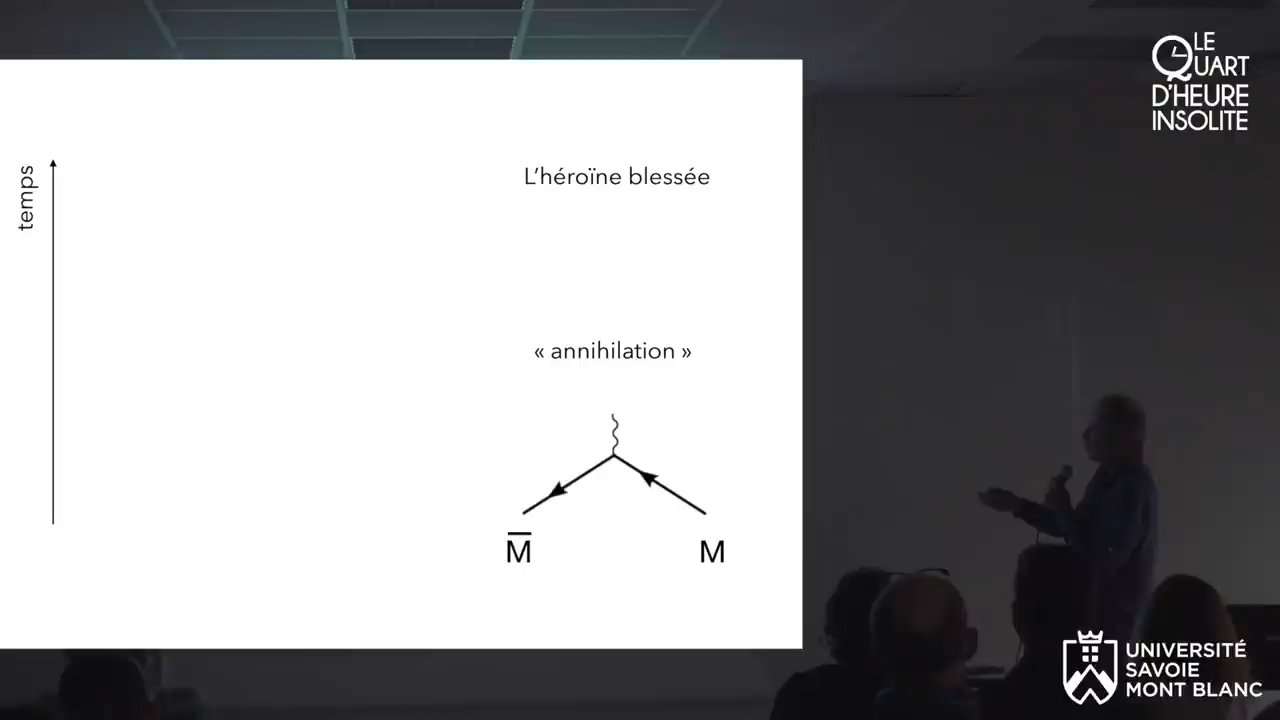 LE
QUART
D'HEURE
INSOLITE
temps
L'héroïne blessée
« annihilation »
M̅
M
UNIVERSITÉ
SAVOIE
MONT BLANC